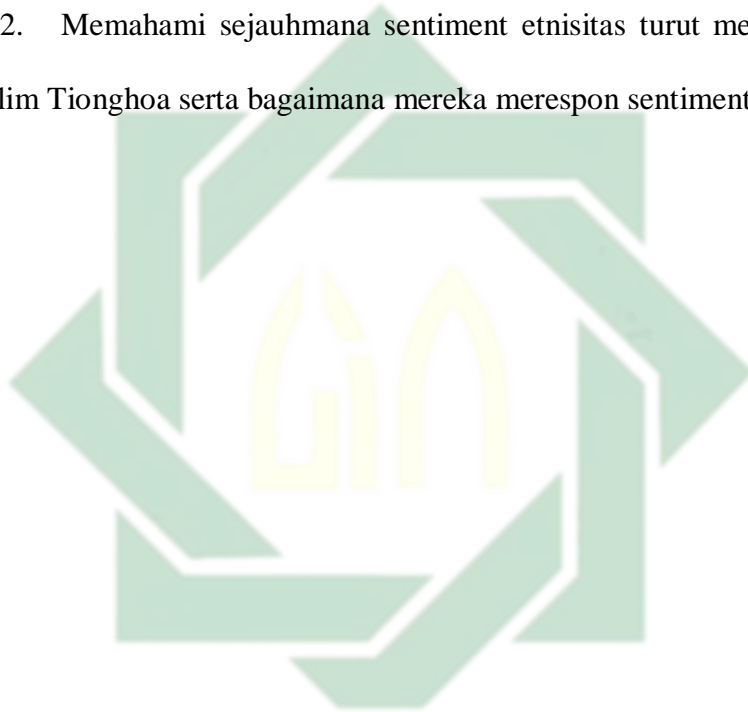 2. Memahami sejauhmana sentiment etnisitas turut me
lim Tionghoa serta bagaimana mereka merespon sentiment